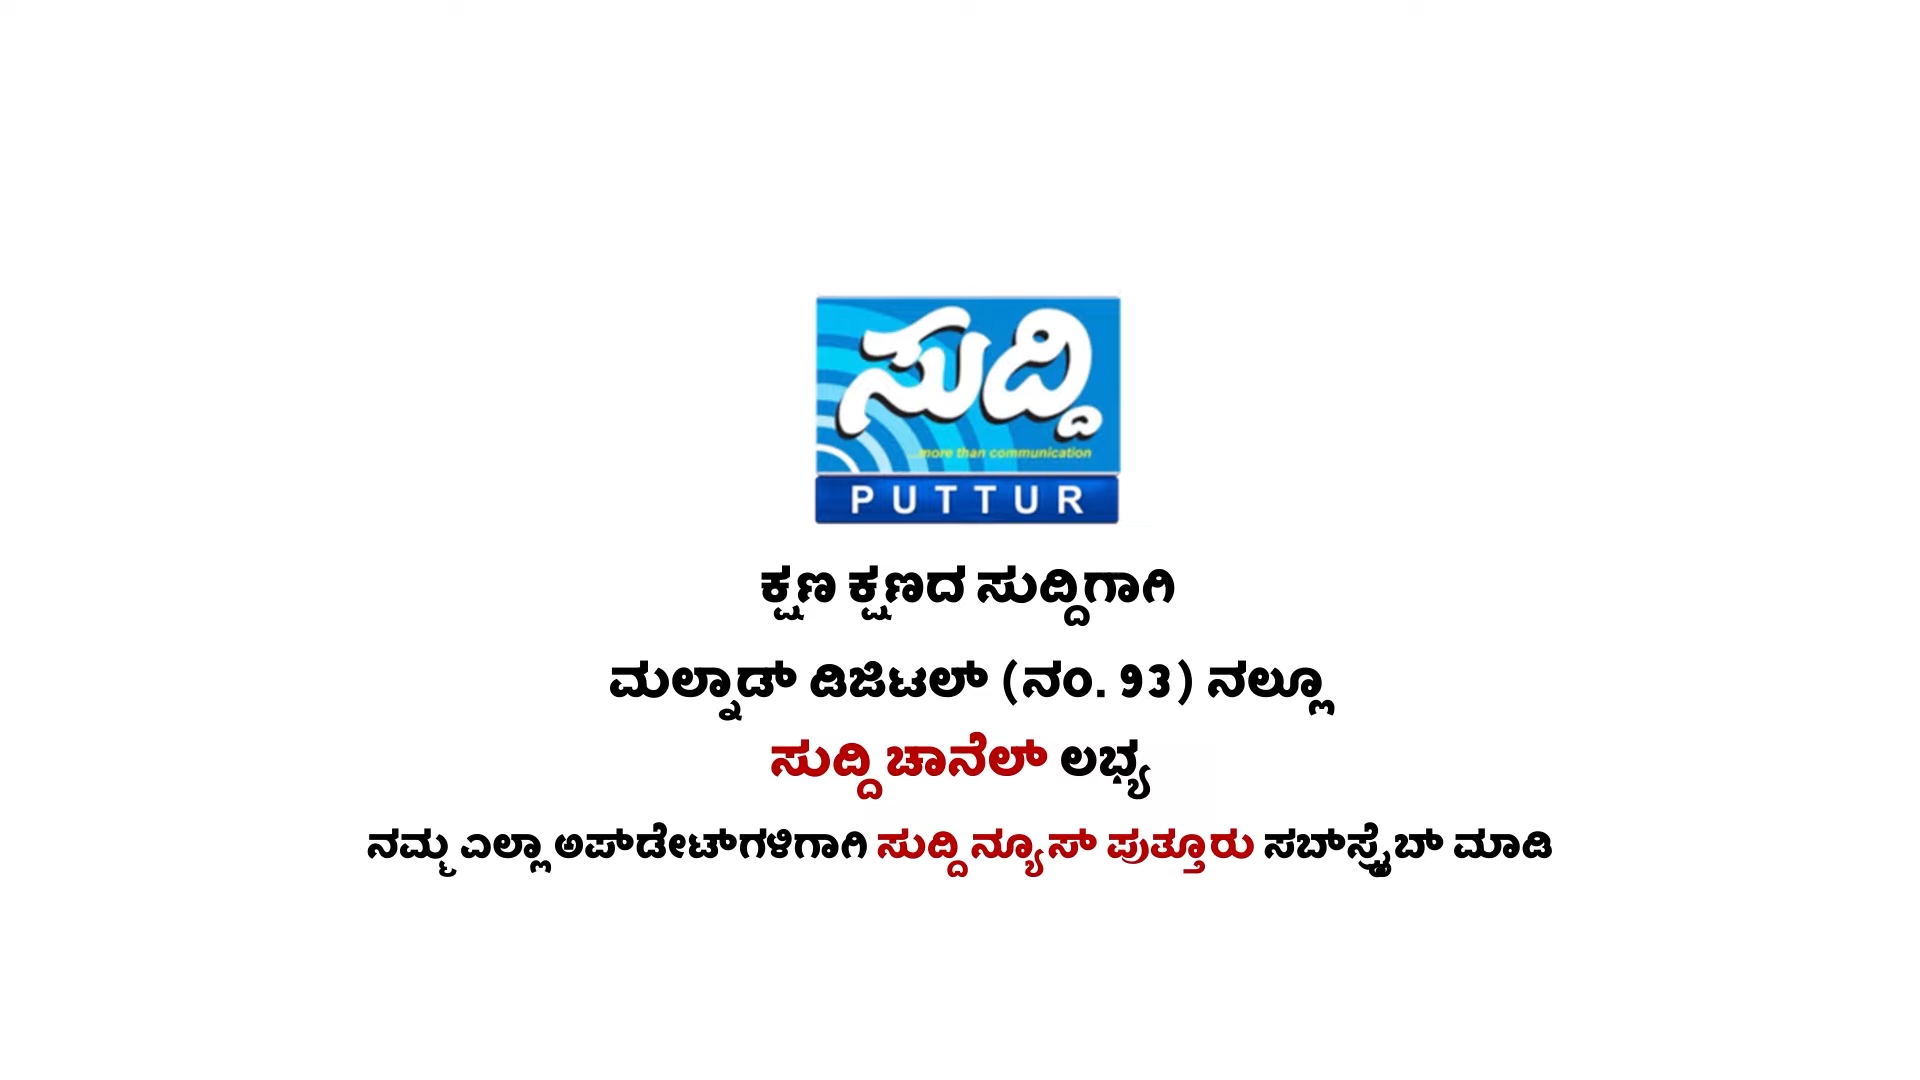 ಸುದ್ದಿ
...more than communication
PUTTUR
ಕ್ಷಣ ಕ್ಷಣದ ಸುದ್ದಿಗಾಗಿ
ಮಲ್ನಾಡ್ ಡಿಜಿಟಲ್ (ನಂ. 93) ನಲ್ಲೂ
ಸುದ್ದಿ ಚಾನೆಲ್ ಲಭ್ಯ
ನಮ್ಮ ಎಲ್ಲಾ ಅಪ್‌ಡೇಟ್‌ಗಳಿಗಾಗಿ ಸುದ್ದಿ ನ್ಯೂಸ್ ಪುತ್ತೂರು ಸಬ್‌ಸ್ಕ್ರೈಬ್ ಮಾಡಿ